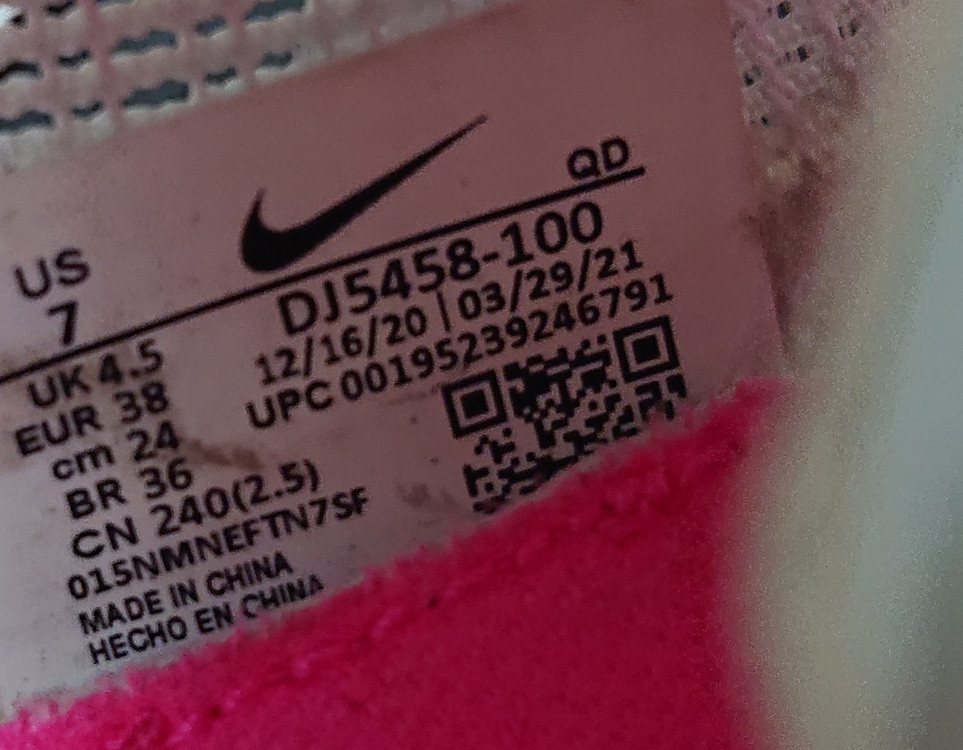 US
7
UK 4.5
EUR 38
cm 24
BR 36
CN 240(2.5)
015NMNEFTN7SF
MADE IN CHINA
HECHO EN CHINA
QD
DJ5458-100
12/16/20 | 03/29/21
UPC 00195239246791